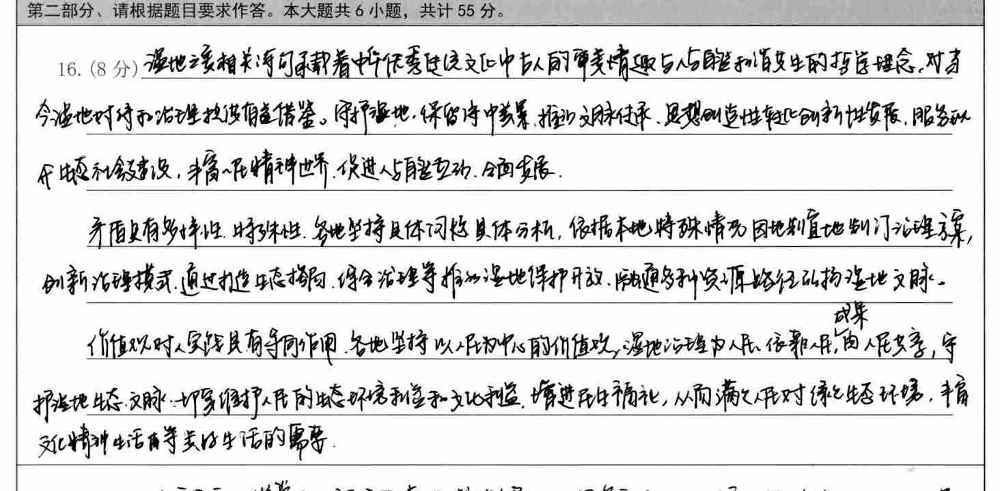 第二部分、请根据题目要求作答。本大题共 6 小题，共计 55 分。
16. (8 分) 湿地主要相关诗句承载着中华优秀传统文化中古人的审美情趣与人与自然和谐共生的哲学理念，对当
今湿地对待和治理提供有益借鉴。守护湿地，保留诗中美景，推动文脉传承、思想创造性转化创新性发展，服务现
代生态社会建设，丰富人民精神世界，促进人与自然互动、全面发展．
矛盾具有多样性、特殊性，各地坚持具体问题具体分析，依据本地特殊情况因地制宜地制订治理方案，
创新治理模式，通过打造生态格局、综合治理等推动湿地保护开放，融通多种资源路径 湿地文脉。
价值观对人实践具有导向作用，各地坚持以人民为中心的价值观，湿地治理为人民、依靠人民，成果由人民共享，守
护湿地生态、文脉，切实维护人民的生态环境利益和文化利益，增进民生福祉，从而满足人民对绿色生态环境，丰富
文化精神生活等美好生活的需要．